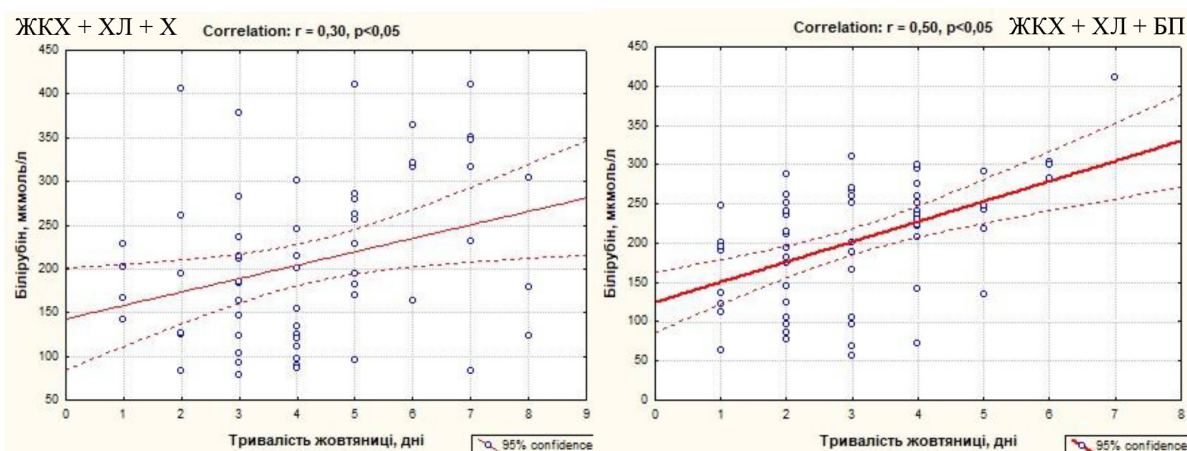 ЖКХ + ХЛ + Х
Correlation: r = 0,30, p<0,05
450
400
350
300
250
200
150
100
50
Білірубін, мкмоль/л
0 1 2 3 4 5 6 7 8 9
Тривалість жовтяниці, дні
95% confidence
Correlation: r = 0,50, p<0,05
ЖКХ + ХЛ + БП
450
400
350
300
250
200
150
100
50
0
Білірубін, мкмоль/л
0 1 2 3 4 5 6 7 8
Тривалість жовтяниці, дні
95% confidence